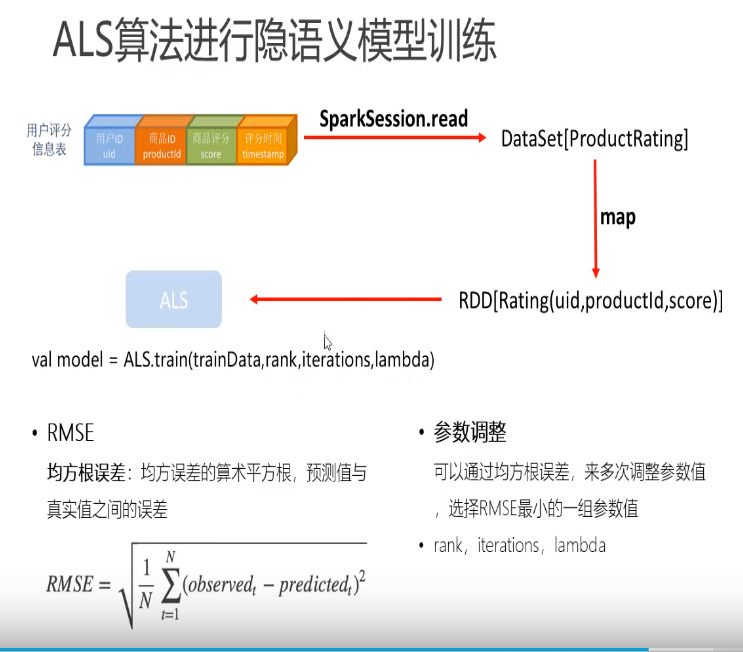 ALS算法进行隐语义模型训练
用户评分
信息表
用户ID
uid
商品ID
productId
商品评分
score
评分时间
timestamp
SparkSession.read
DataSet[ProductRating]
map
ALS
RDD[Rating(uid,productId,score)]
val model = ALS.train(trainData,rank,iterations,lambda)
• RMSE
均方根误差：均方误差的算术平方根，预测值与
真实值之间的误差
RMSE = √(1/N ∑_{t=1}^{N} (observed_t − predicted_t)²)
• 参数调整
可以通过均方根误差，来多次调整参数值
，选择RMSE最小的一组参数值
• rank，iterations，lambda